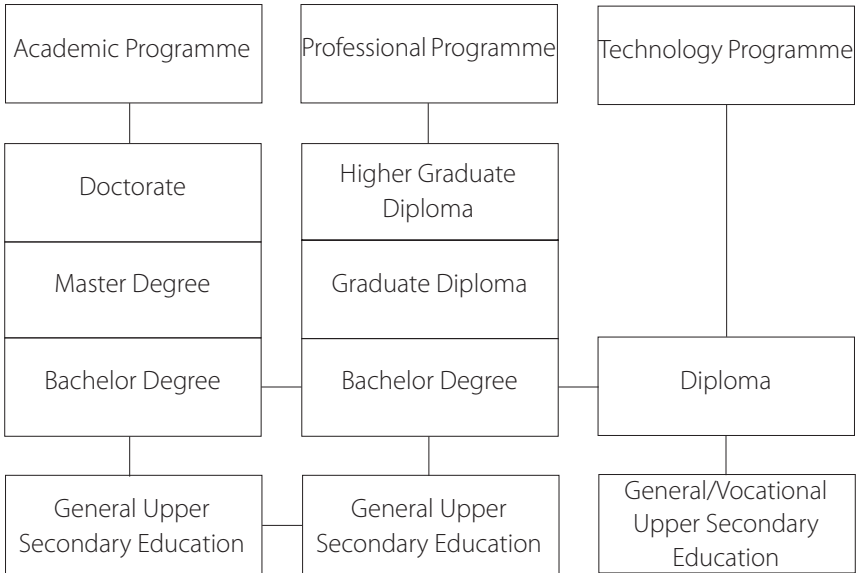 Academic Programme
Professional Programme
Technology Programme
Doctorate
Higher Graduate
Diploma
Master Degree
Graduate Diploma
Bachelor Degree
Bachelor Degree
Diploma
General Upper
Secondary Education
General Upper
Secondary Education
General/Vocational
Upper Secondary
Education